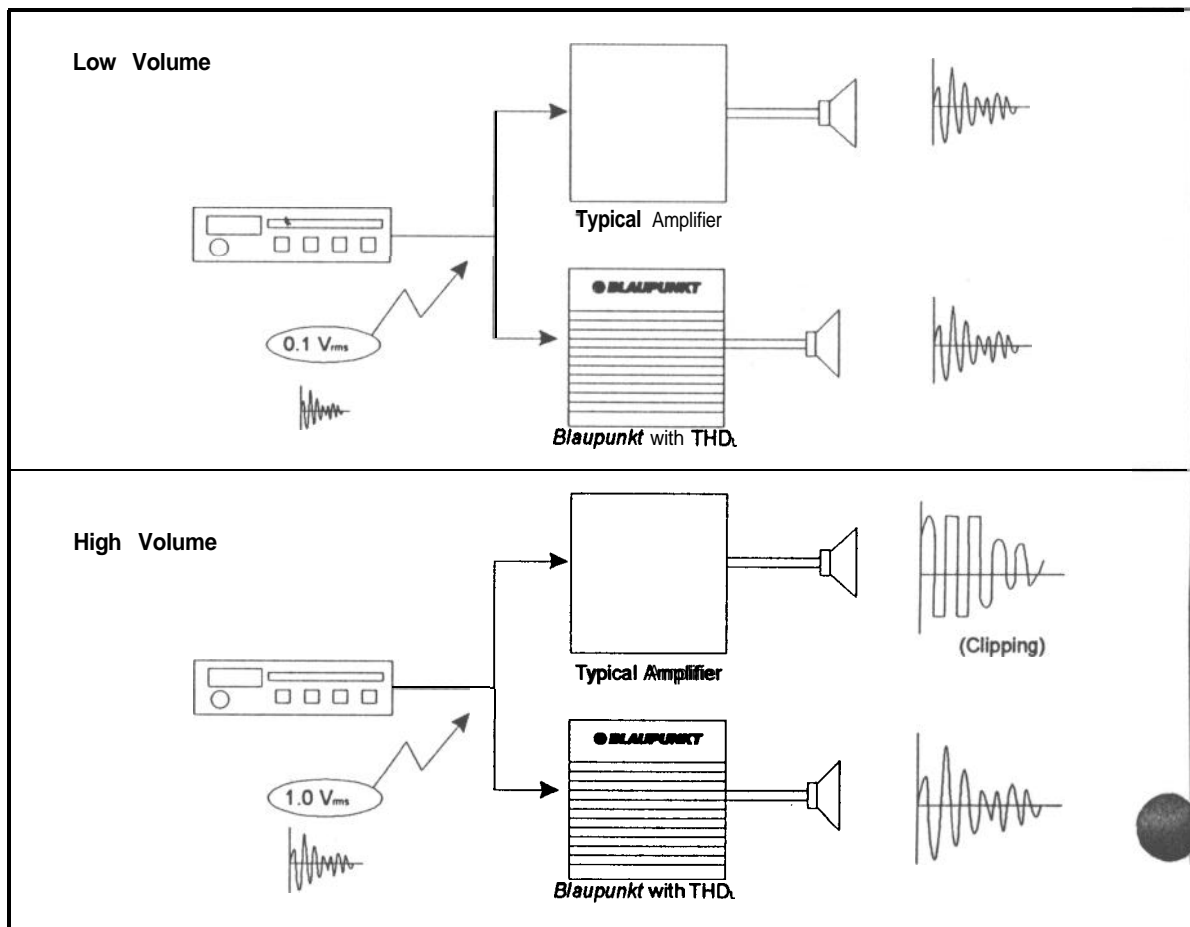 Low Volume
Typical Amplifier
BLAUPUNKT
0.1 Vrms
Blaupunkt with THDL
High Volume
(Clipping)
Typical Amplifier
BLAUPUNKT
1.0 Vrms
Blaupunkt with THDL